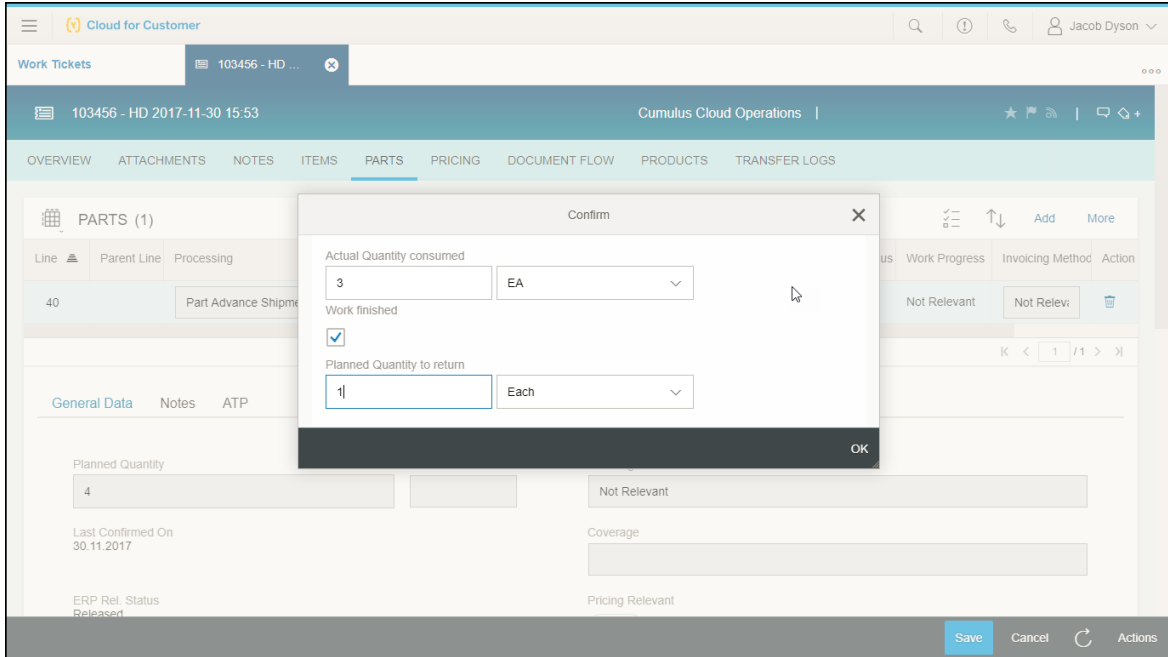 Cloud for Customer
Jacob Dyson
Work Tickets
103456 - HD ...
103456 - HD 2017-11-30 15:53
Cumulus Cloud Operations |
OVERVIEW ATTACHMENTS NOTES ITEMS PARTS PRICING DOCUMENT FLOW PRODUCTS TRANSFER LOGS
PARTS (1)
Add More
Line Parent Line Processing us Work Progress Invoicing Method Action
40 Part Advance Shipme Not Relevant Not Releva
1 / 1
Confirm
Actual Quantity consumed
3 EA
Work finished
Planned Quantity to return
1 Each
OK
General Data Notes ATP
Planned Quantity
4 Not Relevant
Last Confirmed On Coverage
30.11.2017
ERP Rel. Status Pricing Relevant
Released
Save Cancel Actions